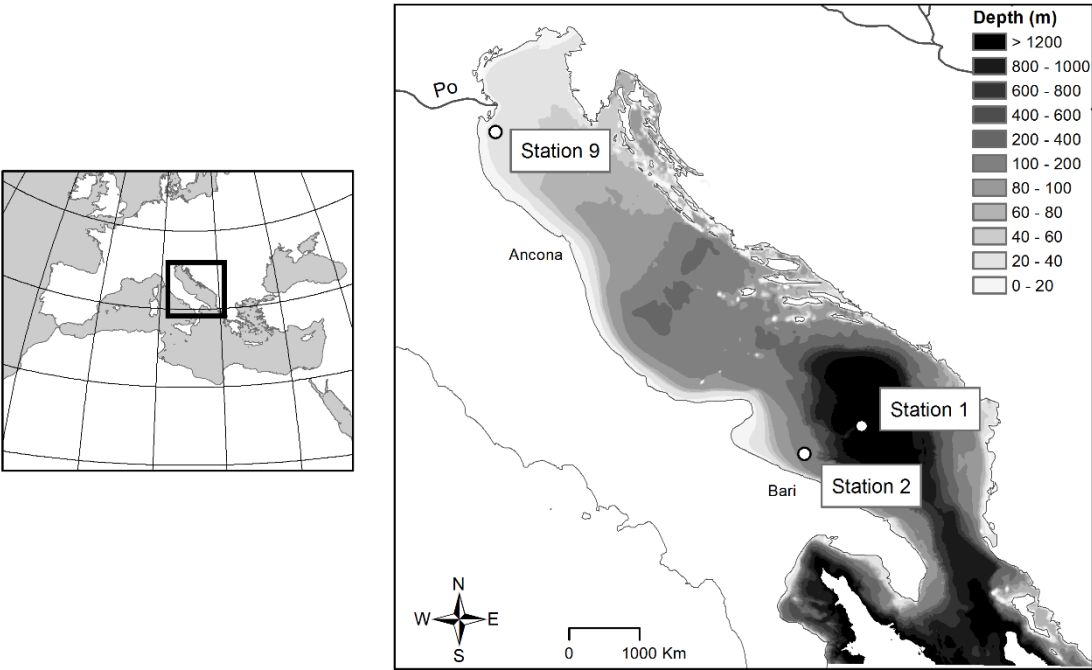 Depth (m)
> 1200
800 - 1000
600 - 800
400 - 600
200 - 400
100 - 200
80 - 100
60 - 80
40 - 60
20 - 40
0 - 20
Po
Station 9
Ancona
Station 1
Station 2
Bari
N
W E
S
0 1000 Km